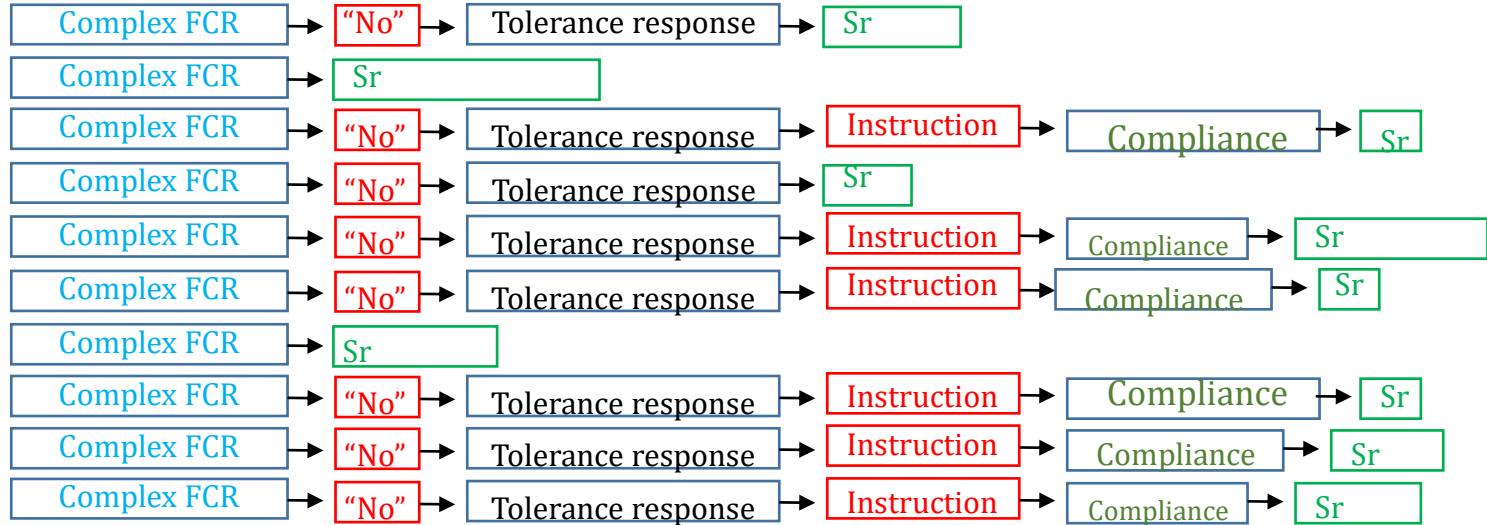 Complex FCR “No” Tolerance response Sr
Complex FCR Sr
Complex FCR “No” Tolerance response Instruction Compliance Sr
Complex FCR “No” Tolerance response Sr
Complex FCR “No” Tolerance response Instruction Compliance Sr
Complex FCR “No” Tolerance response Instruction Compliance Sr
Complex FCR Sr
Complex FCR “No” Tolerance response Instruction Compliance Sr
Complex FCR “No” Tolerance response Instruction Compliance Sr
Complex FCR “No” Tolerance response Instruction Compliance Sr